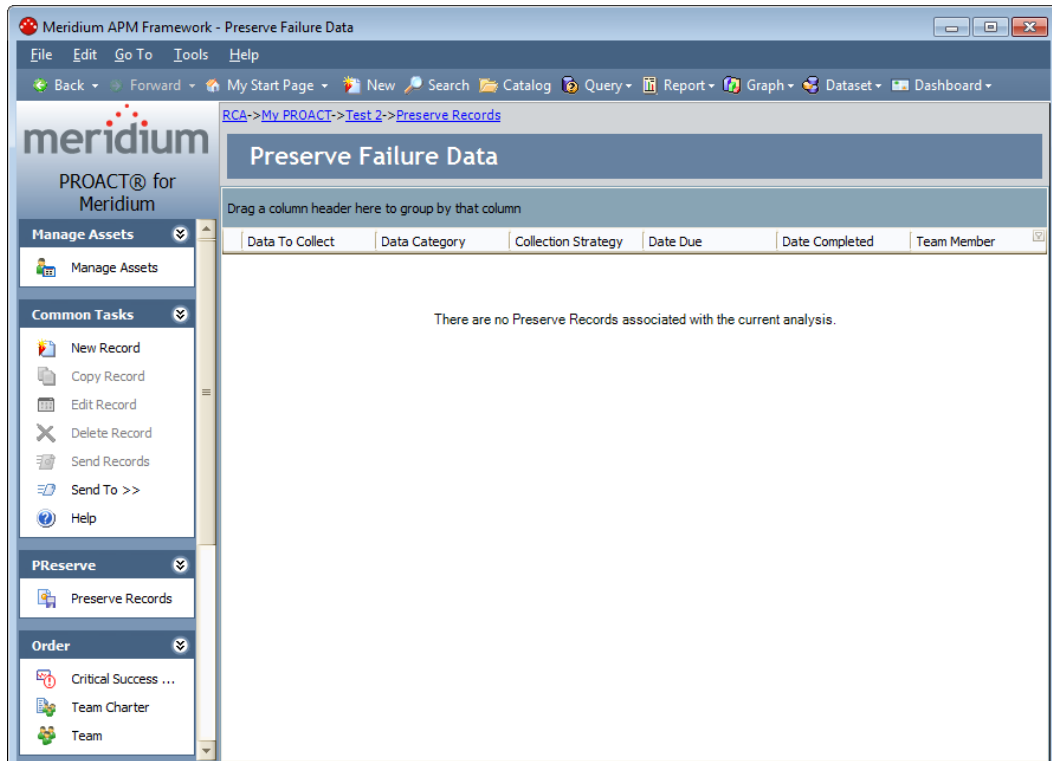 Meridium APM Framework - Preserve Failure Data
File Edit Go To Tools Help
Back Forward My Start Page New Search Catalog Query Report Graph Dataset Dashboard
RCA->My PROACT->Test 2->Preserve Records
meridium
PROACT® for
Meridium
Preserve Failure Data
Drag a column header here to group by that column
Data To Collect Data Category Collection Strategy Date Due Date Completed Team Member
There are no Preserve Records associated with the current analysis.
Manage Assets
Manage Assets
Common Tasks
New Record
Copy Record
Edit Record
Delete Record
Send Records
Send To >>
Help
PReserve
Preserve Records
Order
Critical Success ...
Team Charter
Team